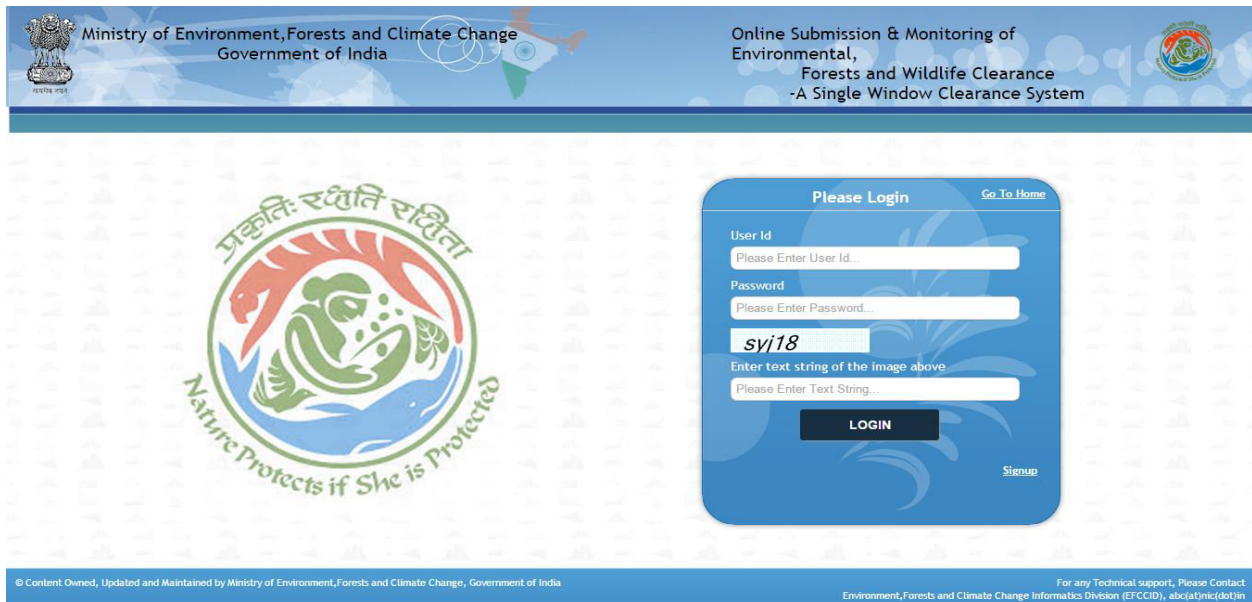 Ministry of Environment,Forests and Climate Change
Government of India
Online Submission & Monitoring of
Environmental,
Forests and Wildlife Clearance
-A Single Window Clearance System
सत्यमेव जयते
प्रकृतिः रक्षति रक्षिता
Nature Protects if She is Protected
Please Login
Go To Home
User Id
Please Enter User Id...
Password
Please Enter Password...
syj18
Enter text string of the image above
Please Enter Text String...
LOGIN
Signup
© Content Owned, Updated and Maintained by Ministry of Environment,Forests and Climate Change, Government of India
For any Technical support, Please Contact
Environment,Forests and Climate Change Informatics Division (EFCCID), abc(at)nic(dot)in